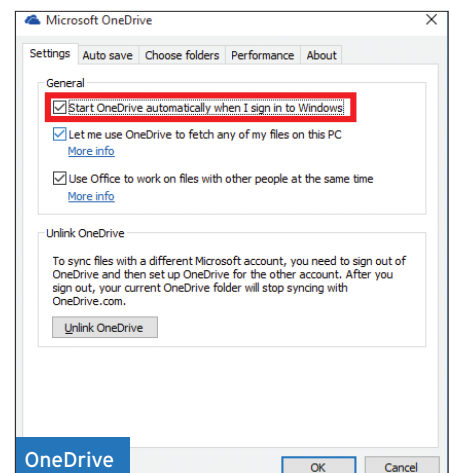 Microsoft OneDrive
Settings Auto save Choose folders Performance About
General
Start OneDrive automatically when I sign in to Windows
Let me use OneDrive to fetch any of my files on this PC
More info
Use Office to work on files with other people at the same time
More info
Unlink OneDrive
To sync files with a different Microsoft account, you need to sign out of
OneDrive and then set up OneDrive for the other account. After you
sign out, your current OneDrive folder will stop syncing with
OneDrive.com.
Unlink OneDrive
OneDrive
OK Cancel